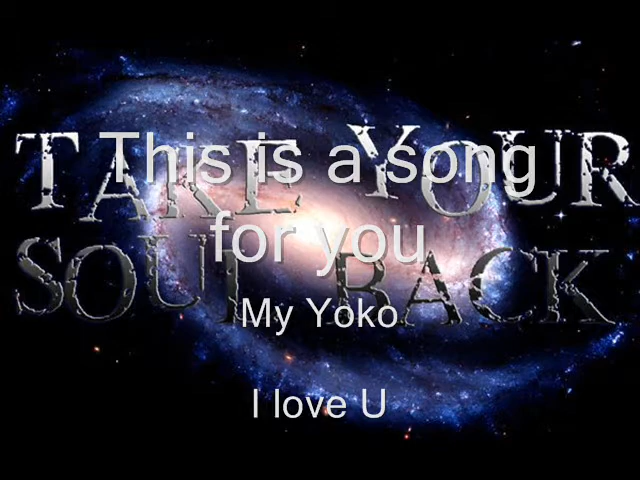 TAKE YOUR
SOUL BACK
This is a song
for you
My Yoko
I love U